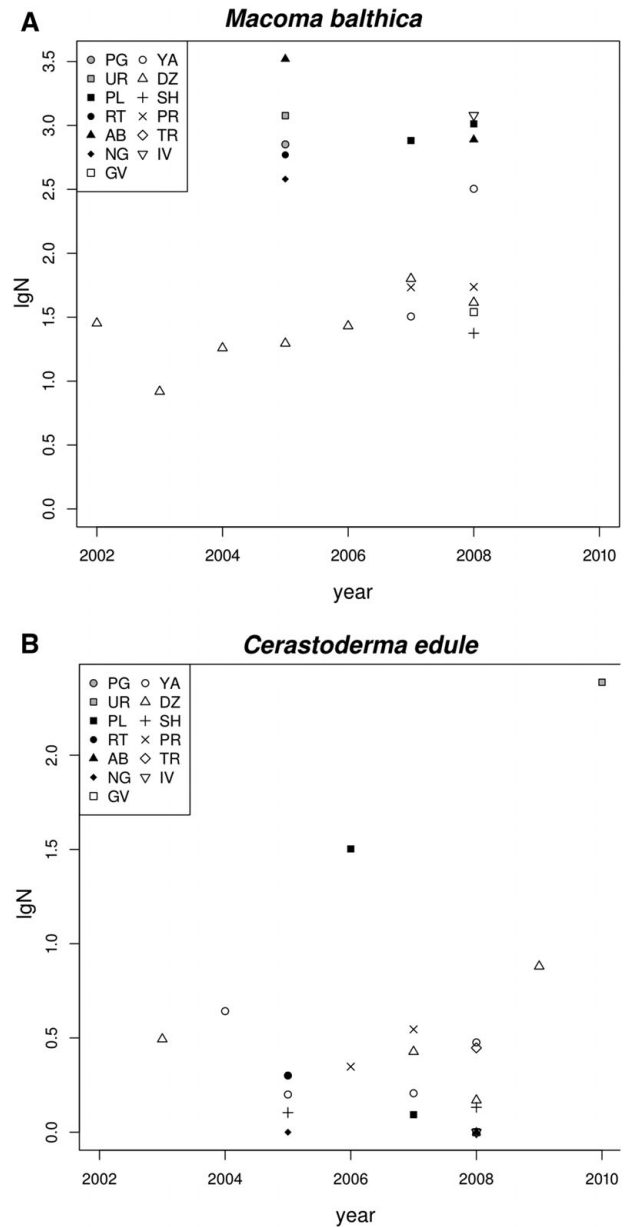 A
Macoma balthica
PG YA
UR DZ
PL SH
RT PR
AB TR
NG IV
GV
lgN
0.0 0.5 1.0 1.5 2.0 2.5 3.0 3.5
2002 2004 2006 2008 2010
year
B
Cerastoderma edule
PG YA
UR DZ
PL SH
RT PR
AB TR
NG IV
GV
lgN
0.0 0.5 1.0 1.5 2.0
2002 2004 2006 2008 2010
year